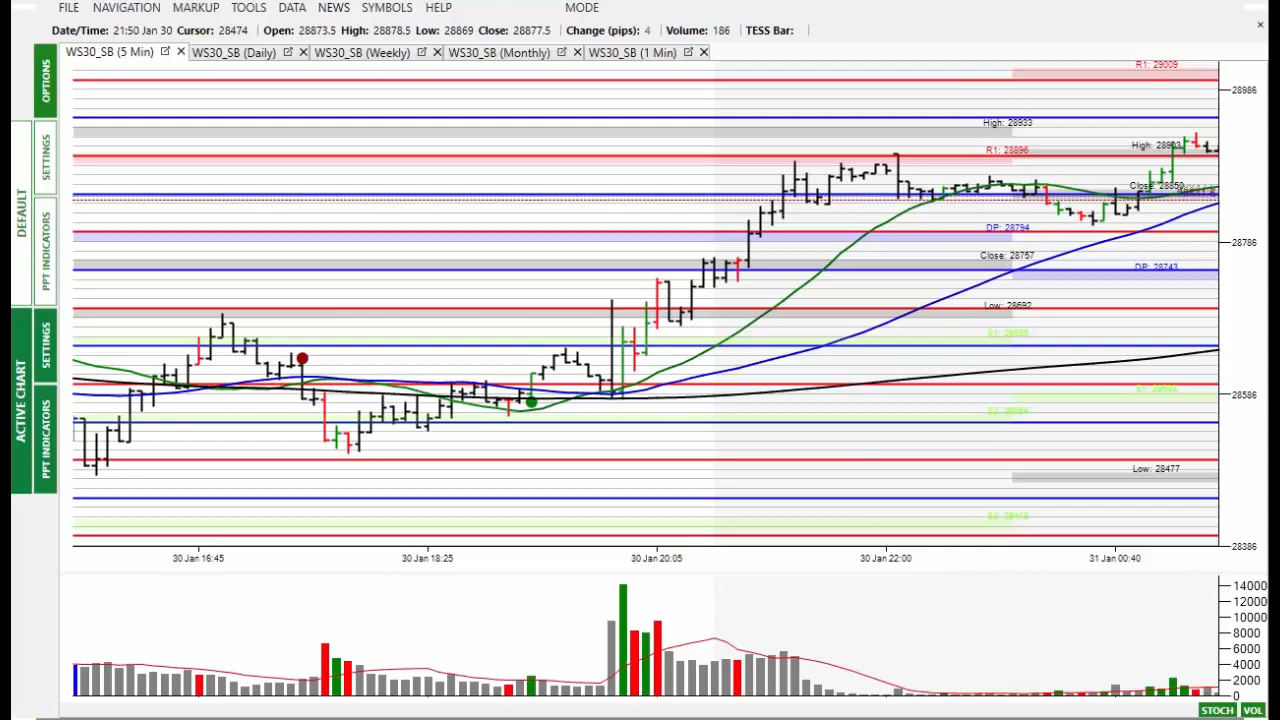 FILE NAVIGATION MARKUP TOOLS DATA NEWS SYMBOLS HELP MODE
Date/Time: 21:50 Jan 30 Cursor: 28474 Open: 28873.5 High: 28878.5 Low: 28869 Close: 28877.5 Change (pips): 4 Volume: 186 TESS Bar:
WS30_SB (5 Min) WS30_SB (Daily) WS30_SB (Weekly) WS30_SB (Monthly) WS30_SB (1 Min)
OPTIONS
SETTINGS
DEFAULT
PPT INDICATORS
SETTINGS
ACTIVE CHART
PPT INDICATORS
R1: 29009
28986
High: 28933
High: 28903
R1: 28896
Close: 28850
DP: 28794
28786
Close: 28757
DP: 28743
Low: 28692
28586
Low: 28477
28386
30 Jan 16:45 30 Jan 18:25 30 Jan 20:05 30 Jan 22:00 31 Jan 00:40
14000
12000
10000
8000
6000
4000
2000
0
STOCH VOL